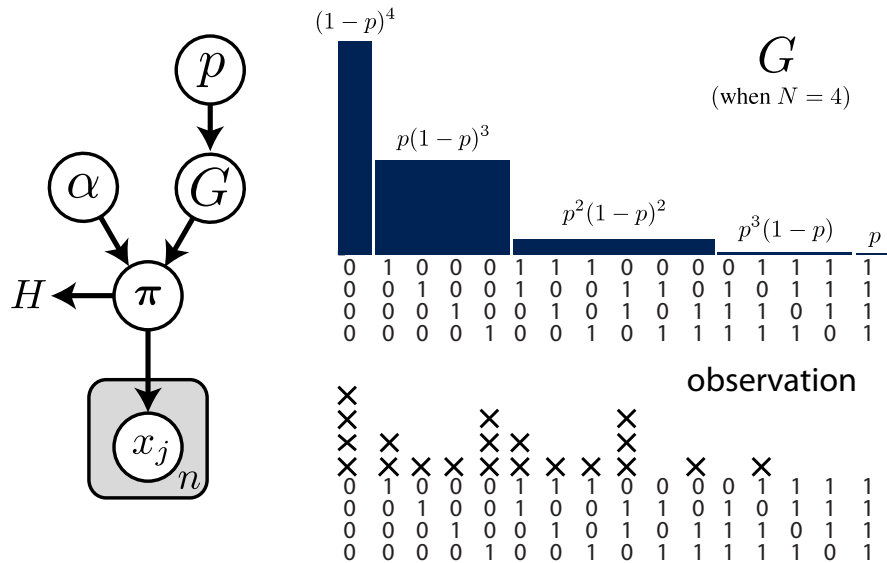 (1 − p)^4
p
G
(when N = 4)
p(1 − p)^3
α
G
p^2(1 − p)^2
p^3(1 − p)
p
0 1 0 0 0 1 1 1 0 0 0 0 1 1 1 1
0 0 1 0 0 1 0 0 1 1 0 1 0 1 1 1
0 0 0 1 0 0 1 0 1 0 1 1 1 0 1 1
0 0 0 0 1 0 0 1 0 1 1 1 1 1 0 1
H
π
observation
x_j
n
0 1 0 0 0 1 1 1 0 0 0 0 1 1 1 1
0 0 1 0 0 1 0 0 1 1 0 1 0 1 1 1
0 0 0 1 0 0 1 0 1 0 1 1 1 0 1 1
0 0 0 0 1 0 0 1 0 1 1 1 1 1 0 1